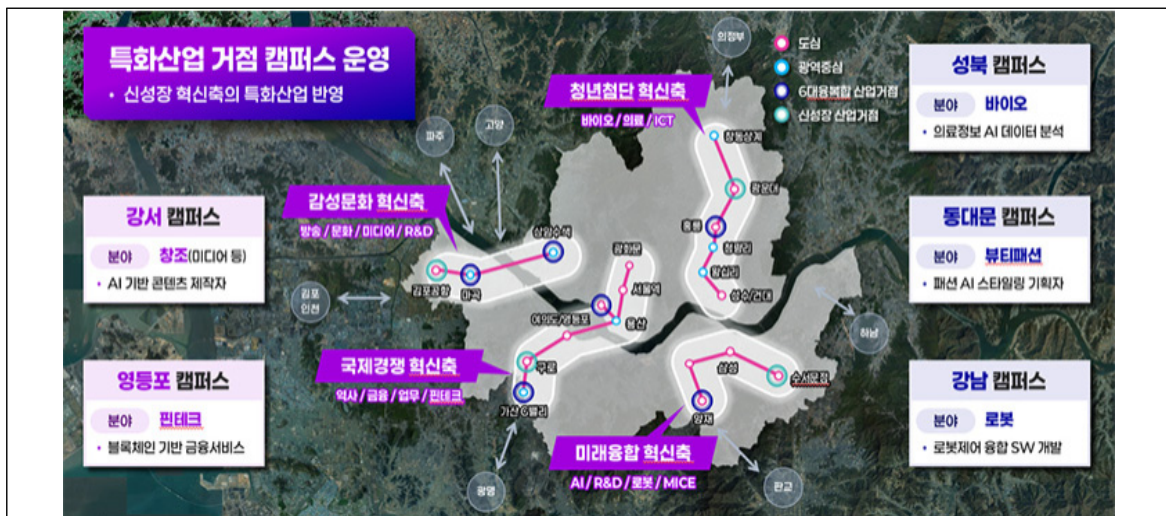 특화산업 거점 캠퍼스 운영
• 신성장 혁신축의 특화산업 반영
도심
광역중심
6대융복합 산업거점
신성장 산업거점
의정부
고양
파주
김포
인천
광명
판교
하남
청년첨단 혁신축
바이오 / 의료 / ICT
창동상계
광운대
홍릉
청량리
왕십리
성수/건대
감성문화 혁신축
방송 / 문화 / 미디어 / R&D
상암수색
김포공항
마곡
광화문
서울역
용산
여의도/영등포
구로
가산 G밸리
국제경쟁 혁신축
역사 / 금융 / 업무 / 핀테크
삼성
수서문정
양재
미래융합 혁신축
AI / R&D / 로봇 / MICE
강서 캠퍼스
분야 창조(미디어 등)
• AI 기반 콘텐츠 제작자
영등포 캠퍼스
분야 핀테크
• 블록체인 기반 금융서비스
성북 캠퍼스
분야 바이오
• 의료정보 AI 데이터 분석
동대문 캠퍼스
분야 뷰티패션
• 패션 AI 스타일링 기획자
강남 캠퍼스
분야 로봇
• 로봇제어 융합 SW 개발